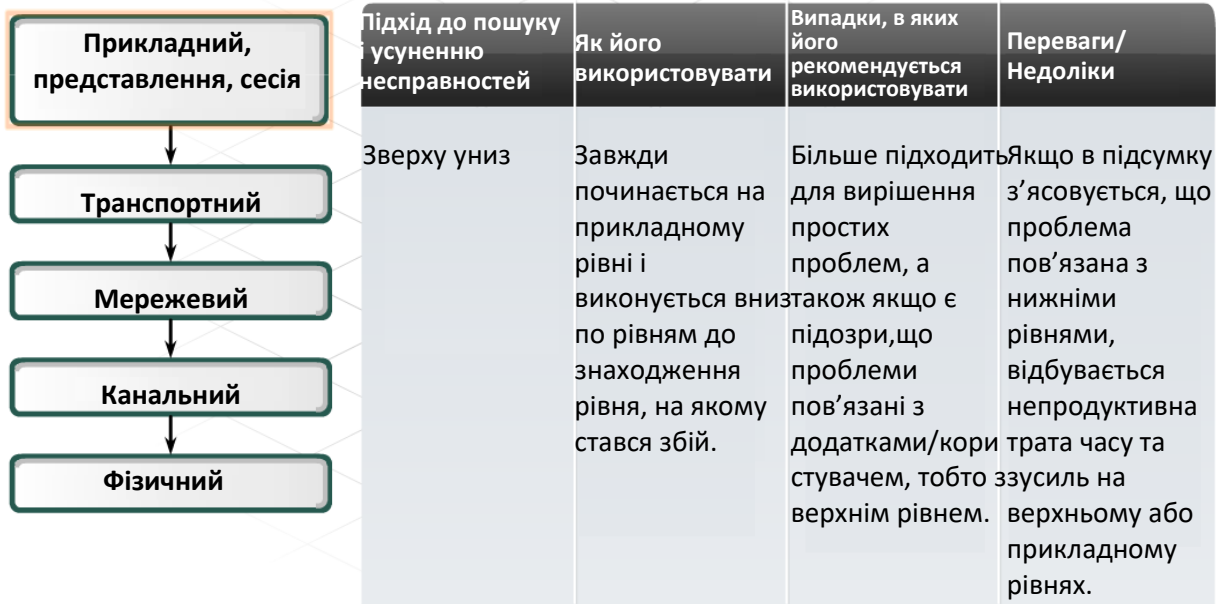 Прикладний,
представлення, сесія
Транспортний
Мережевий
Канальний
Фізичний
Підхід до пошуку
і усуненню
несправностей
Як його
використовувати
Випадки, в яких
його
рекомендується
використовувати
Переваги/
Недоліки
Зверху униз
Завжди
починається на
прикладному
рівні і
виконується вниз
по рівням до
знаходження
рівня, на якому
стався збій.
Більше підходить
для вирішення
простих
проблем, а
також якщо є
підозри,що
проблеми
пов’язані з
додатками/кори
стувачем, тобто з
верхнім рівнем.
Якщо в підсумку
з’ясовується, що
проблема
пов’язана з
нижніми
рівнями,
відбувається
непродуктивна
трата часу та
зусиль на
верхньому або
прикладному
рівнях.